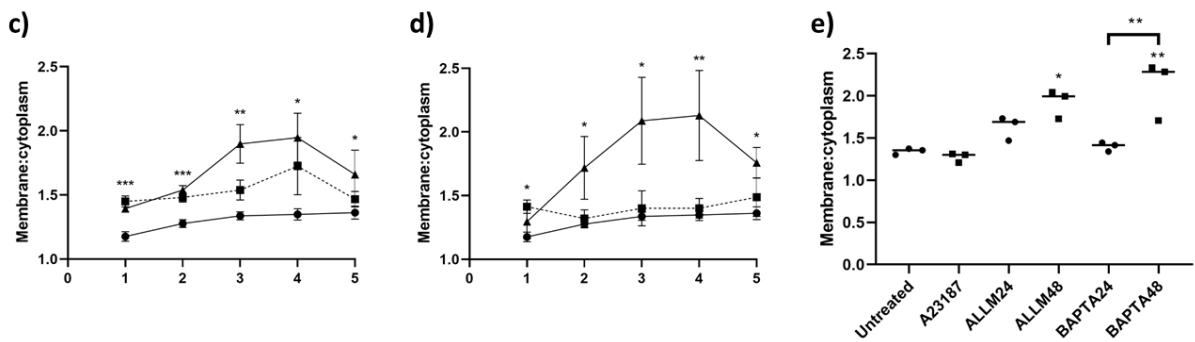 c)
Membrane:cytoplasm
2.5
2.0
1.5
1.0
0 1 2 3 4 5
*** *** ** * *
d)
Membrane:cytoplasm
2.5
2.0
1.5
1.0
0 1 2 3 4 5
* * * ** *
e)
Membrane:cytoplasm
2.5
2.0
1.5
1.0
0.5
0.0
**
* **
Untreated
A23187
ALLM24
ALLM48
BAPTA24
BAPTA48